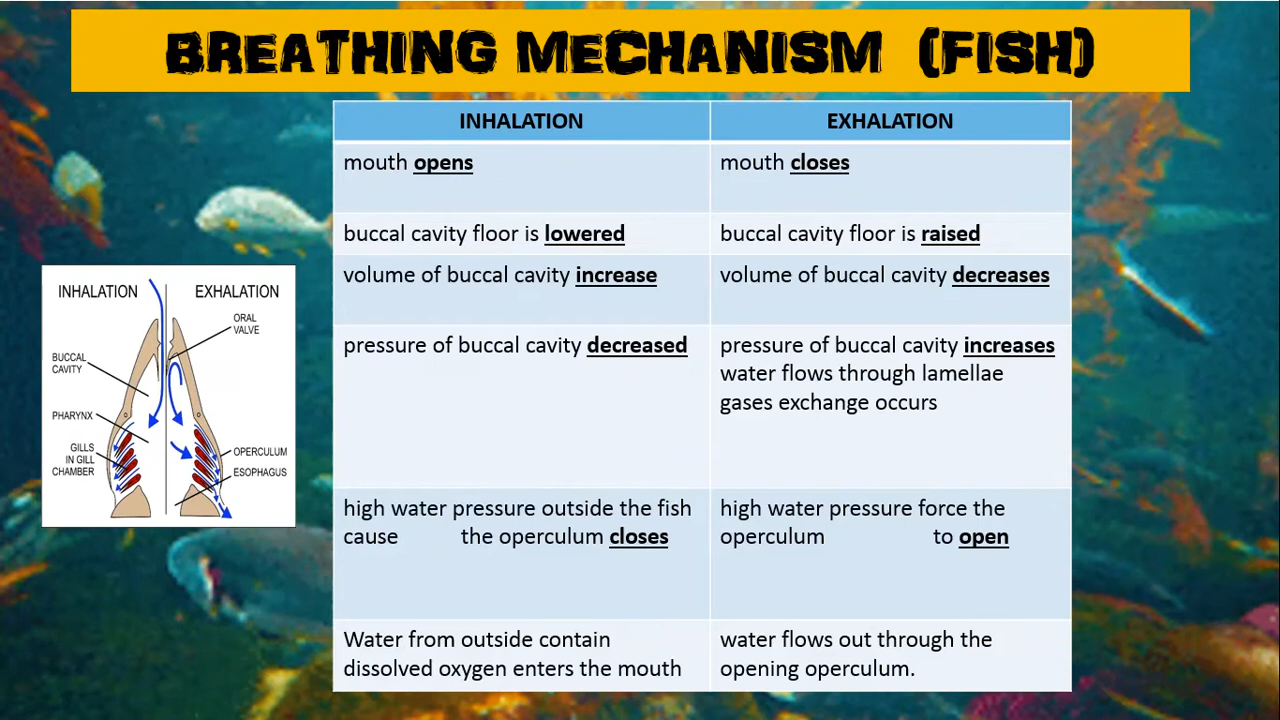 BREATHING MECHANISM (FISH)
INHALATION
EXHALATION
mouth opens
mouth closes
buccal cavity floor is lowered
buccal cavity floor is raised
volume of buccal cavity increase
volume of buccal cavity decreases
pressure of buccal cavity decreased
pressure of buccal cavity increases
water flows through lamellae
gases exchange occurs
high water pressure outside the fish
cause the operculum closes
high water pressure force the
operculum to open
Water from outside contain
dissolved oxygen enters the mouth
water flows out through the
opening operculum.
INHALATION
EXHALATION
ORAL
VALVE
BUCCAL
CAVITY
PHARYNX
GILLS
IN GILL
CHAMBER
OPERCULUM
ESOPHAGUS